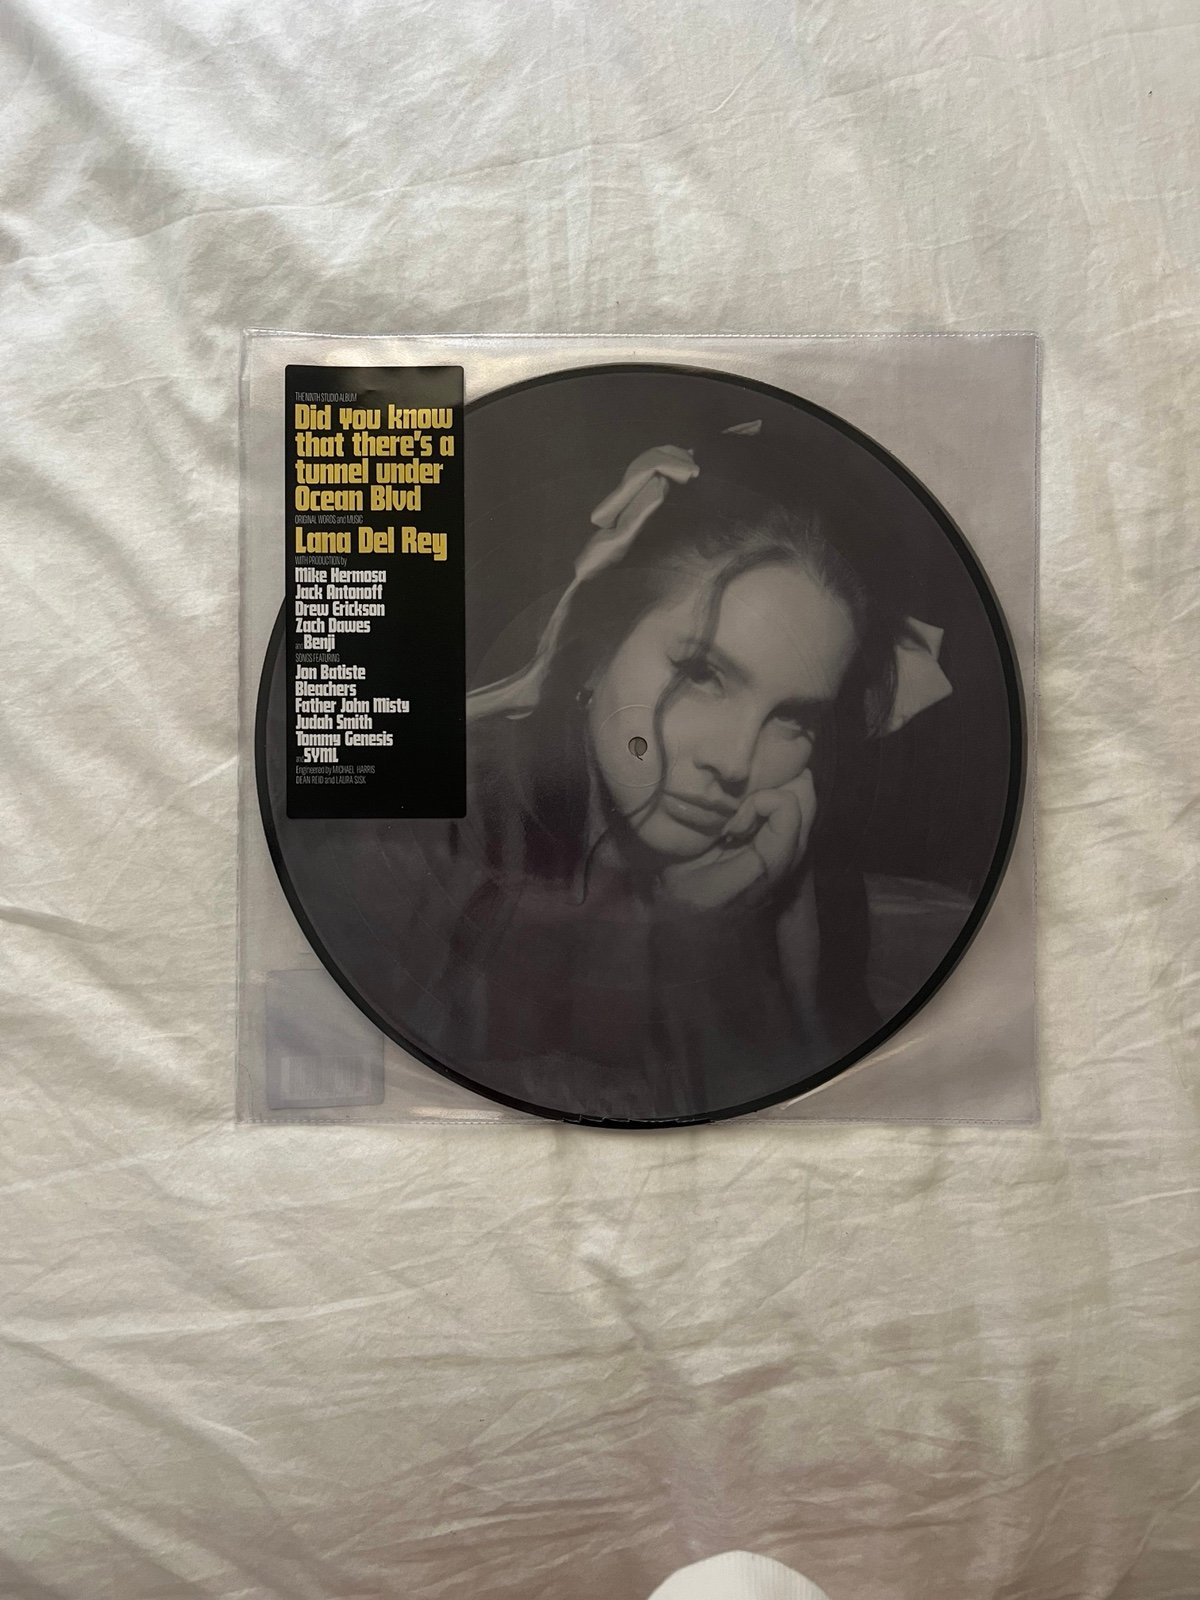 THE NINTH STUDIO ALBUM
Did you know
that there's a
tunnel under
Ocean Blvd
ORIGINAL WORDS and MUSIC
Lana Del Rey
WITH PRODUCTION by
Mike Hermosa
Jack Antonoff
Drew Erickson
Zach Dawes
and Benji
SONGS FEATURING
Jon Batiste
Bleachers
Father John Misty
Judah Smith
Tommy Genesis
and SYML
Engineered by MICHAEL HARRIS
DEAN REID and LAURA SISK